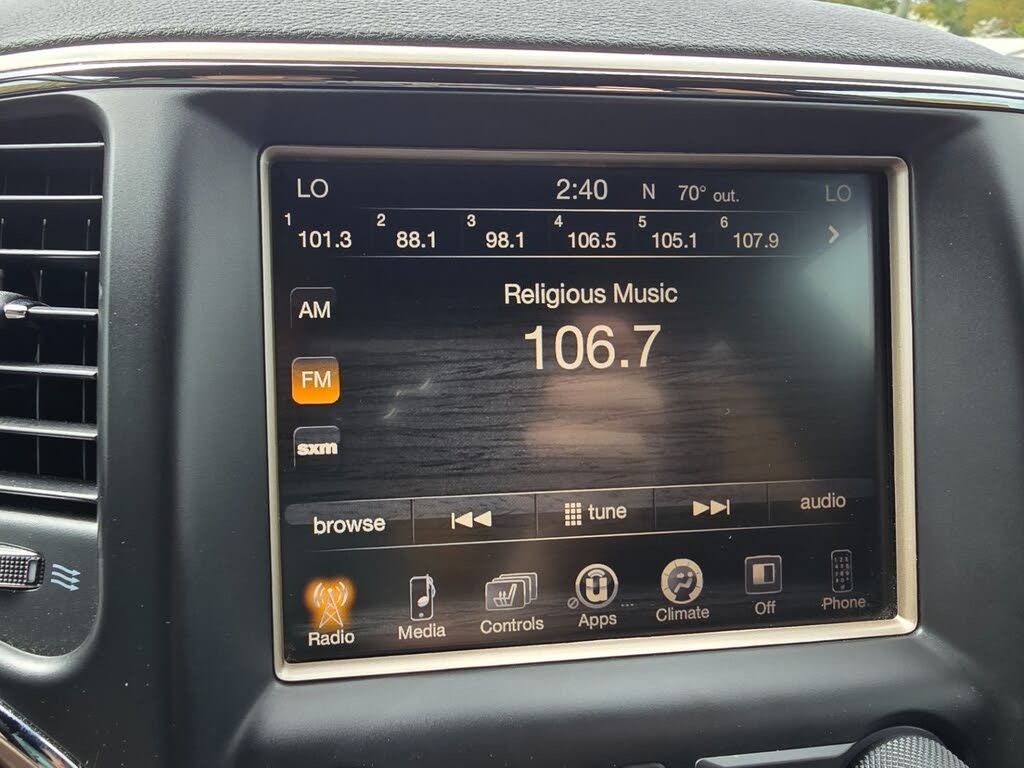 LO 2:40 N 70° out. LO
1 101.3 2 88.1 3 98.1 4 106.5 5 105.1 6 107.9
Religious Music
106.7
AM
FM
sxm
browse tune audio
Radio Media Controls Apps Climate Off Phone